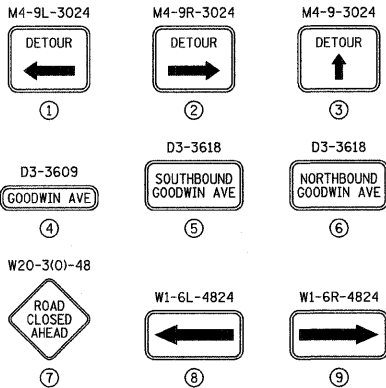 M4-9L-3024 M4-9R-3024 M4-9-3024
DETOUR DETOUR DETOUR
1 2 3
D3-3618 D3-3618
D3-3609
SOUTHBOUND NORTHBOUND
GOODWIN AVE GOODWIN AVE GOODWIN AVE
4 5 6
W20-3(O)-48
W1-6L-4824 W1-6R-4824
ROAD
CLOSED
AHEAD
7 8 9